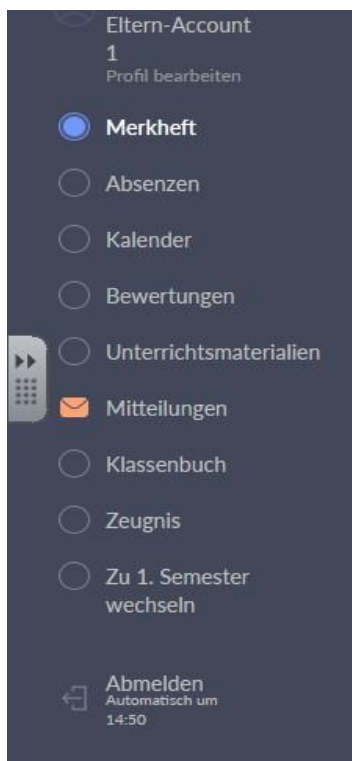 Eltern-Account
1
Profil bearbeiten
Merkheft
Absenzen
Kalender
Bewertungen
Unterrichtsmaterialien
Mitteilungen
Klassenbuch
Zeugnis
Zu 1. Semester
wechseln
Abmelden
Automatisch um
14:50